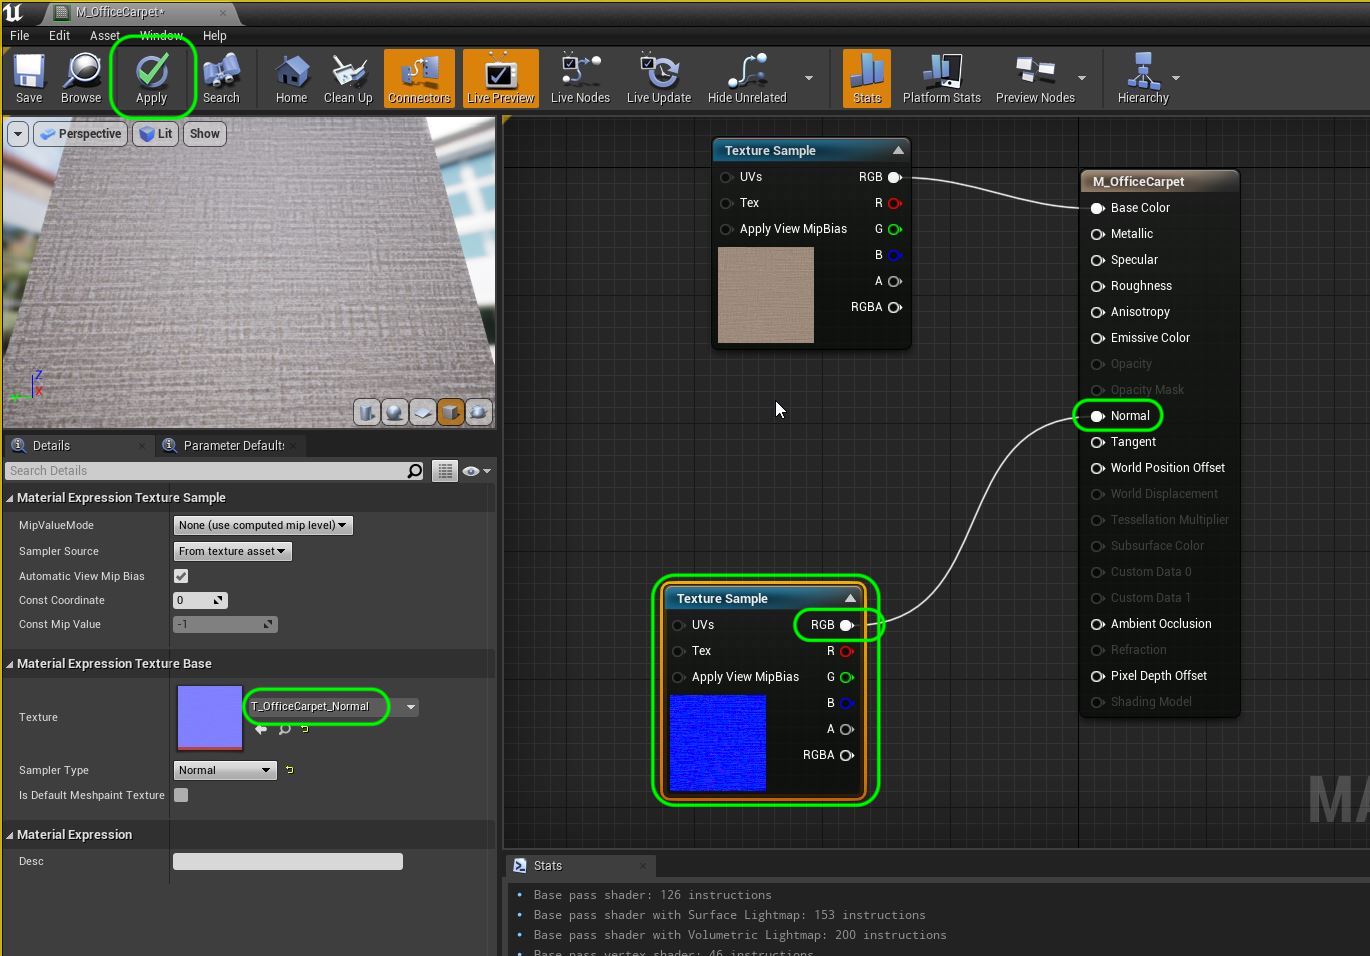 M_OfficeCarpet*
File Edit Asset Window Help
Save Browse Apply Search Home Clean Up Connectors Live Preview Live Nodes Live Update Hide Unrelated Stats Platform Stats Preview Nodes Hierarchy
Perspective Lit Show
Z
X
Details Parameter Defaults
Search Details
Material Expression Texture Sample
MipValueMode None (use computed mip level)
Sampler Source From texture asset
Automatic View Mip Bias
Const Coordinate 0
Const Mip Value -1
Material Expression Texture Base
Texture T_OfficeCarpet_Normal
Sampler Type Normal
Is Default Meshpaint Texture
Material Expression
Desc
Texture Sample
UVs RGB
Tex R
Apply View MipBias G
B
A
RGBA
M_OfficeCarpet
Base Color
Metallic
Specular
Roughness
Anisotropy
Emissive Color
Opacity
Opacity Mask
Normal
Tangent
World Position Offset
World Displacement
Tessellation Multiplier
Subsurface Color
Custom Data 0
Custom Data 1
Ambient Occlusion
Refraction
Pixel Depth Offset
Shading Model
Texture Sample
UVs RGB
Tex R
Apply View MipBias G
B
A
RGBA
MA
Stats
Base pass shader: 126 instructions
Base pass shader with Surface Lightmap: 153 instructions
Base pass shader with Volumetric Lightmap: 200 instructions
Base pass vertex shader: 46 instructions